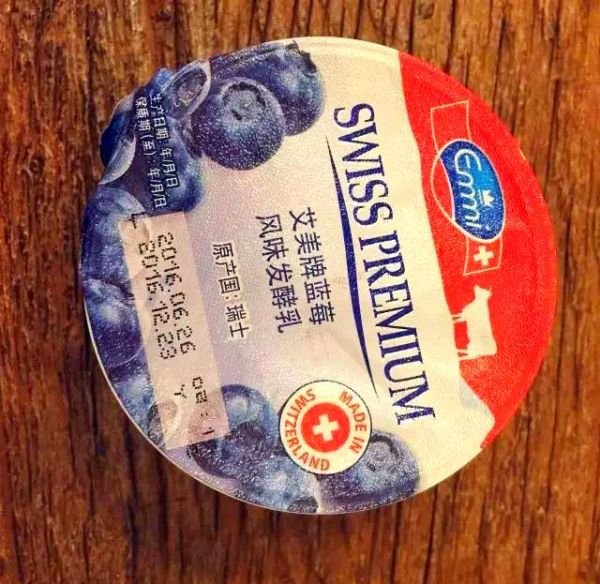 Emmi
SWISS PREMIUM
艾美牌蓝莓
风味发酵乳
原产国:瑞士
MADE IN
SWITZERLAND
生产日期:年/月/日
保质期(至):年/月/日
2016.06.26
2016.12.23
Y